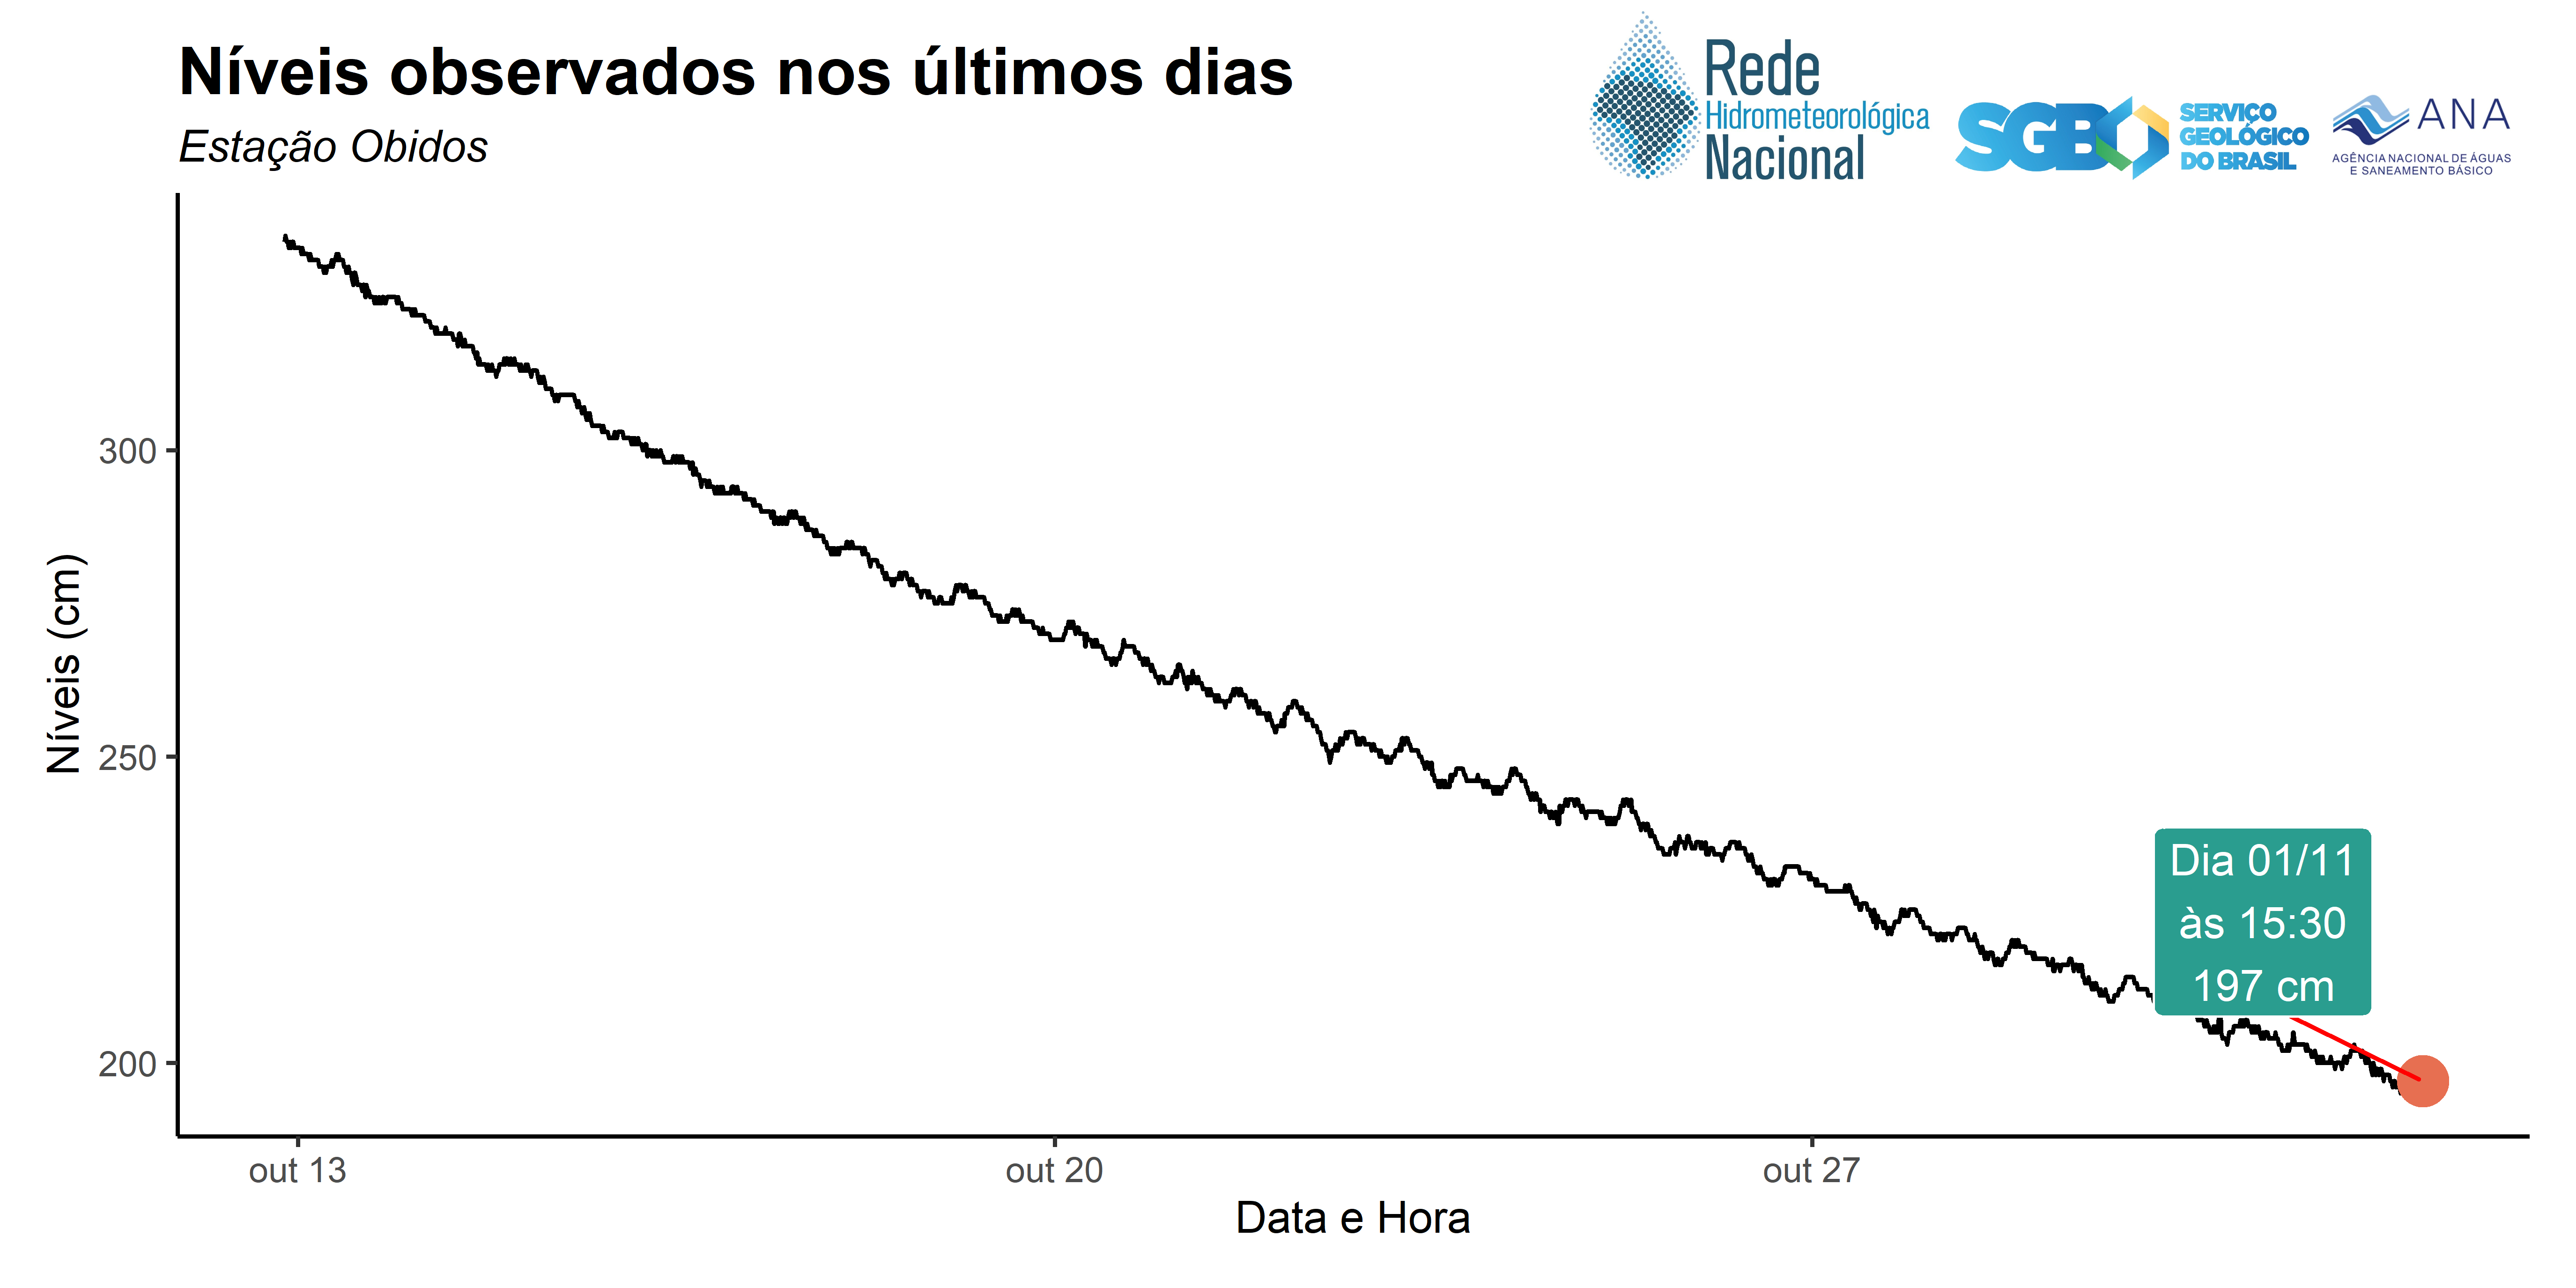 Níveis observados nos últimos dias
Estação Obidos
Rede
Hidrometeorológica
Nacional
SGB
SERVIÇO
GEOLÓGICO
DO BRASIL
ANA
AGÊNCIA NACIONAL DE ÁGUAS
E SANEAMENTO BÁSICO
Níveis (cm)
300
250
200
Dia 01/11
às 15:30
197 cm
out 13
out 20
out 27
Data e Hora